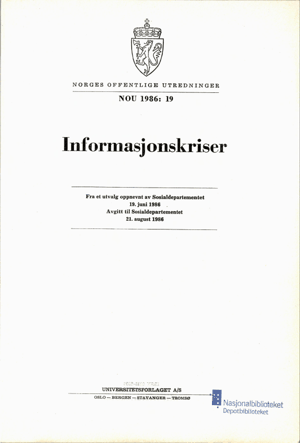 NORGES OFFENTLIGE UTREDNINGER
NOU 1986: 19
Informasjonskriser
Fra et utvalg oppnevnt av Sosialdepartementet
19. juni 1986
Avgitt til Sosialdepartementet
21. august 1986
UNIVERSITETSFORLAGET A/S
OSLO — BERGEN — STAVANGER — TROMSØ
Nasjonalbiblioteket
Depotbiblioteket